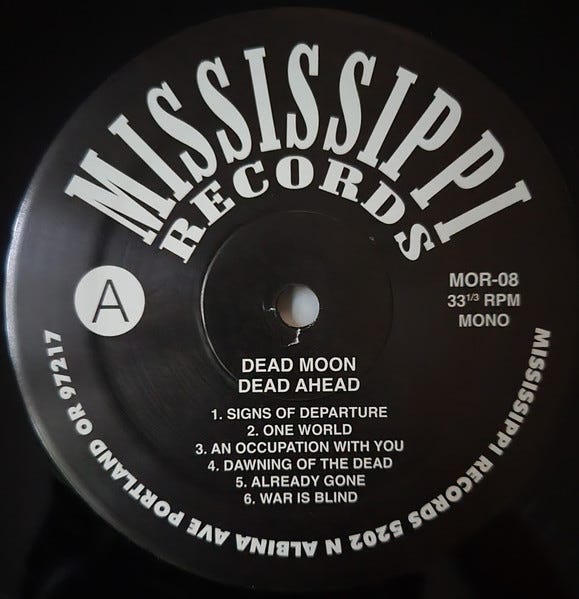 MISSISSIPPI
RECORDS
A
MOR-08
33 1/3 RPM
MONO
DEAD MOON
DEAD AHEAD
1. SIGNS OF DEPARTURE
2. ONE WORLD
3. AN OCCUPATION WITH YOU
4. DAWNING OF THE DEAD
5. ALREADY GONE
6. WAR IS BLIND
MISSISSIPPI RECORDS 5202 N ALBINA AVE PORTLAND OR 97217